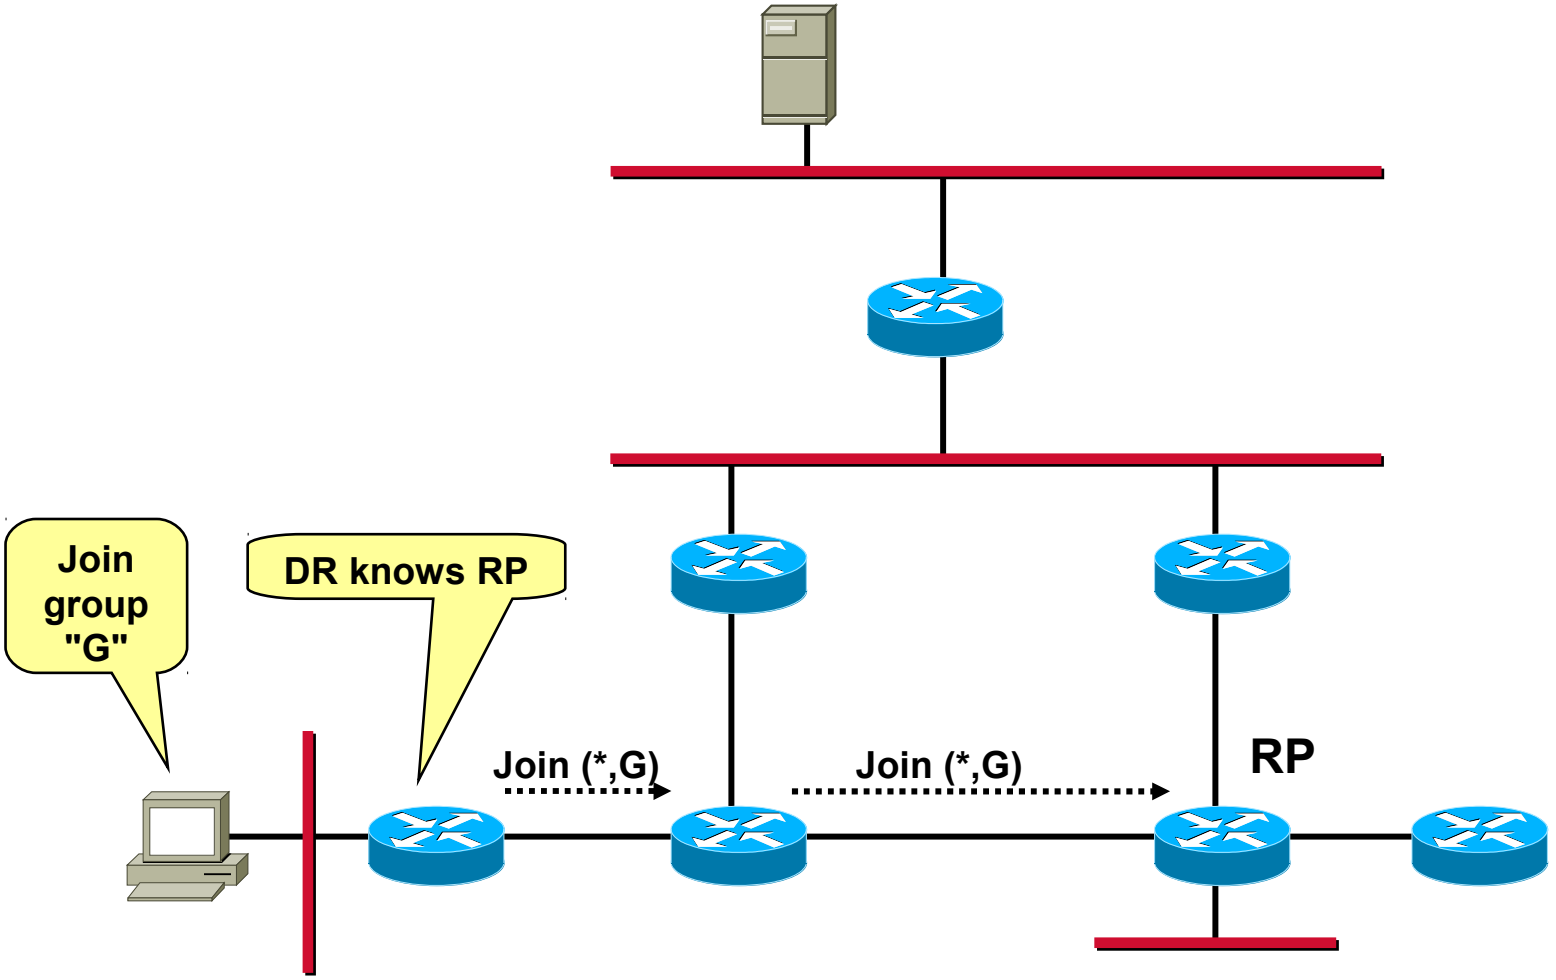 Join
group
"G"
DR knows RP
Join (*,G)
Join (*,G)
RP